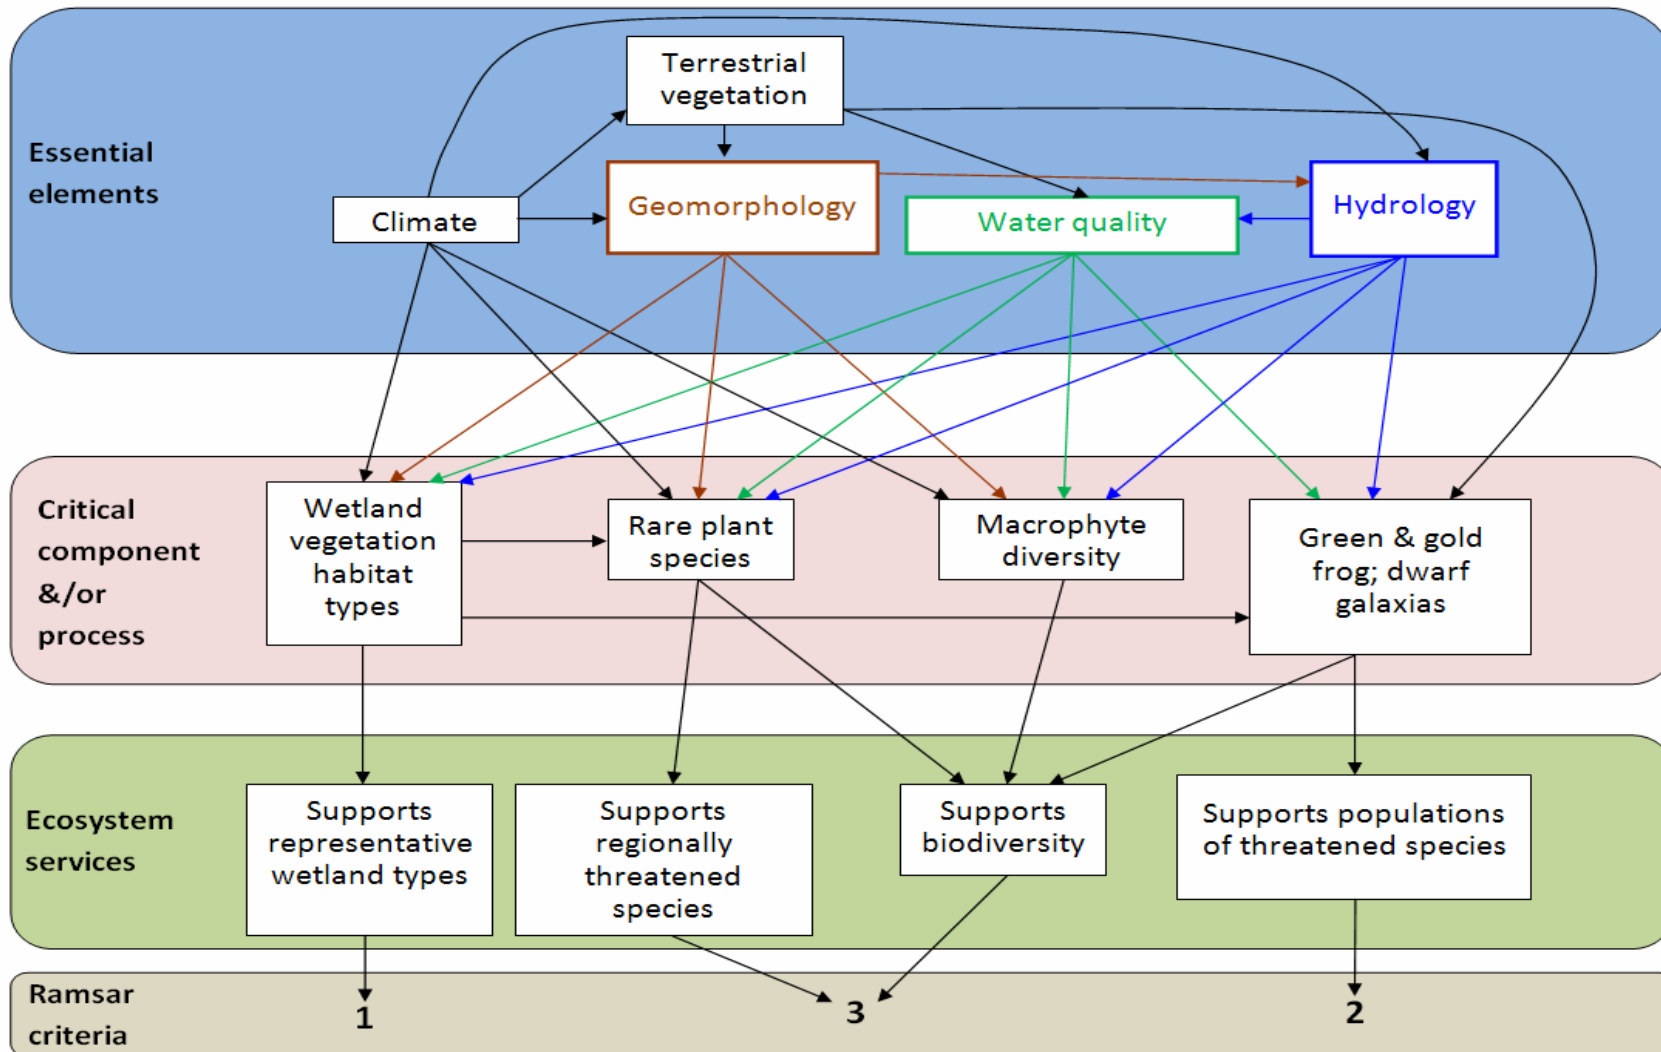 Essential
elements
Terrestrial
vegetation
Climate
Geomorphology
Water quality
Hydrology
Critical
component
&/or
process
Wetland
vegetation
habitat
types
Rare plant
species
Macrophyte
diversity
Green & gold
frog; dwarf
galaxias
Ecosystem
services
Supports
representative
wetland types
Supports
regionally
threatened
species
Supports
biodiversity
Supports populations
of threatened species
Ramsar
criteria
1
3
2